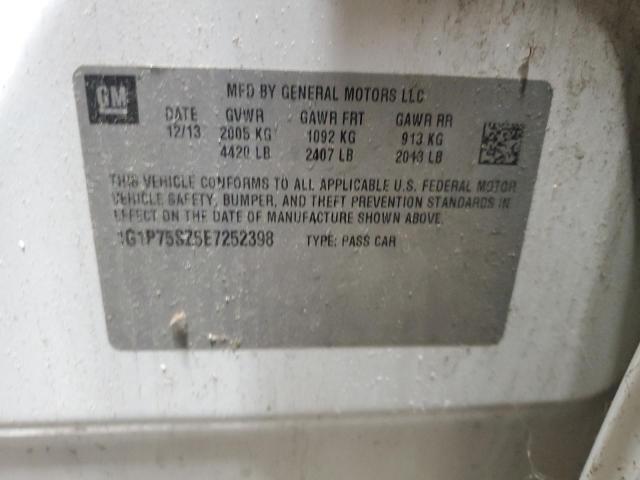 GM
MFD BY GENERAL MOTORS LLC
DATE GVWR GAWR FRT GAWR RR
12/13 2005 KG 1092 KG 913 KG
4420 LB 2407 LB 2013 LB
THIS VEHICLE CONFORMS TO ALL APPLICABLE U.S. FEDERAL MOTOR
VEHICLE SAFETY, BUMPER, AND THEFT PREVENTION STANDARDS IN
EFFECT ON THE DATE OF MANUFACTURE SHOWN ABOVE.
1G1P75SZ5E7252398 TYPE: PASS CAR